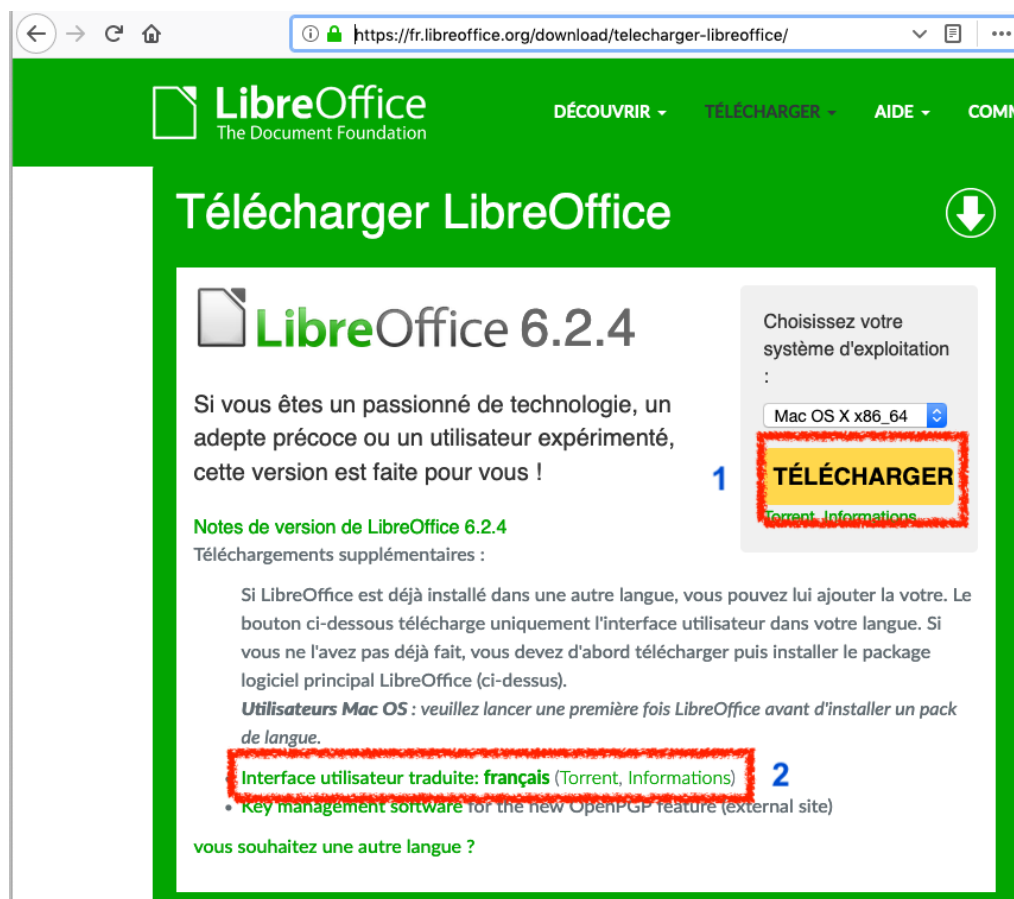 https://fr.libreoffice.org/download/telecharger-libreoffice/
LibreOffice
The Document Foundation
DÉCOUVRIR
TÉLÉCHARGER
AIDE
COMM
Télécharger LibreOffice
LibreOffice 6.2.4
Choisissez votre
système d'exploitation
:
Mac OS X x86_64
1
TÉLÉCHARGER
Torrent, Informations
Si vous êtes un passionné de technologie, un
adepte précoce ou un utilisateur expérimenté,
cette version est faite pour vous !
Notes de version de LibreOffice 6.2.4
Téléchargements supplémentaires :
Si LibreOffice est déjà installé dans une autre langue, vous pouvez lui ajouter la votre. Le
bouton ci-dessous télécharge uniquement l'interface utilisateur dans votre langue. Si
vous ne l'avez pas déjà fait, vous devez d'abord télécharger puis installer le package
logiciel principal LibreOffice (ci-dessus).
Utilisateurs Mac OS : veuillez lancer une première fois LibreOffice avant d'installer un pack
de langue.
Interface utilisateur traduite: français (Torrent, Informations)
2
Key management software for the new OpenPGP feature (external site)
vous souhaitez une autre langue ?